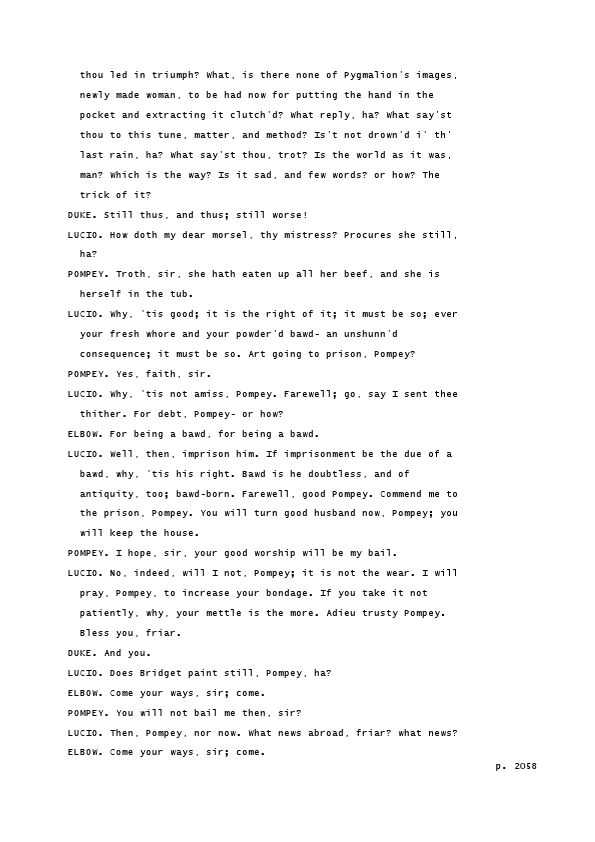 thou led in triumph? What, is there none of Pygmalion's images,
newly made woman, to be had now for putting the hand in the
pocket and extracting it clutch'd? What reply, ha? What say'st
thou to this tune, matter, and method? Is't not drown'd i' th'
last rain, ha? What say'st thou, trot? Is the world as it was,
man? Which is the way? Is it sad, and few words? or how? The
trick of it?
DUKE. Still thus, and thus; still worse!
LUCIO. How doth my dear morsel, thy mistress? Procures she still,
ha?
POMPEY. Troth, sir, she hath eaten up all her beef, and she is
herself in the tub.
LUCIO. Why, 'tis good; it is the right of it; it must be so; ever
your fresh whore and your powder'd bawd- an unshunn'd
consequence; it must be so. Art going to prison, Pompey?
POMPEY. Yes, faith, sir.
LUCIO. Why, 'tis not amiss, Pompey. Farewell; go, say I sent thee
thither. For debt, Pompey- or how?
ELBOW. For being a bawd, for being a bawd.
LUCIO. Well, then, imprison him. If imprisonment be the due of a
bawd, why, 'tis his right. Bawd is he doubtless, and of
antiquity, too; bawd-born. Farewell, good Pompey. Commend me to
the prison, Pompey. You will turn good husband now, Pompey; you
will keep the house.
POMPEY. I hope, sir, your good worship will be my bail.
LUCIO. No, indeed, will I not, Pompey; it is not the wear. I will
pray, Pompey, to increase your bondage. If you take it not
patiently, why, your mettle is the more. Adieu trusty Pompey.
Bless you, friar.
DUKE. And you.
LUCIO. Does Bridget paint still, Pompey, ha?
ELBOW. Come your ways, sir; come.
POMPEY. You will not bail me then, sir?
LUCIO. Then, Pompey, nor now. What news abroad, friar? what news?
ELBOW. Come your ways, sir; come.
p. 2058